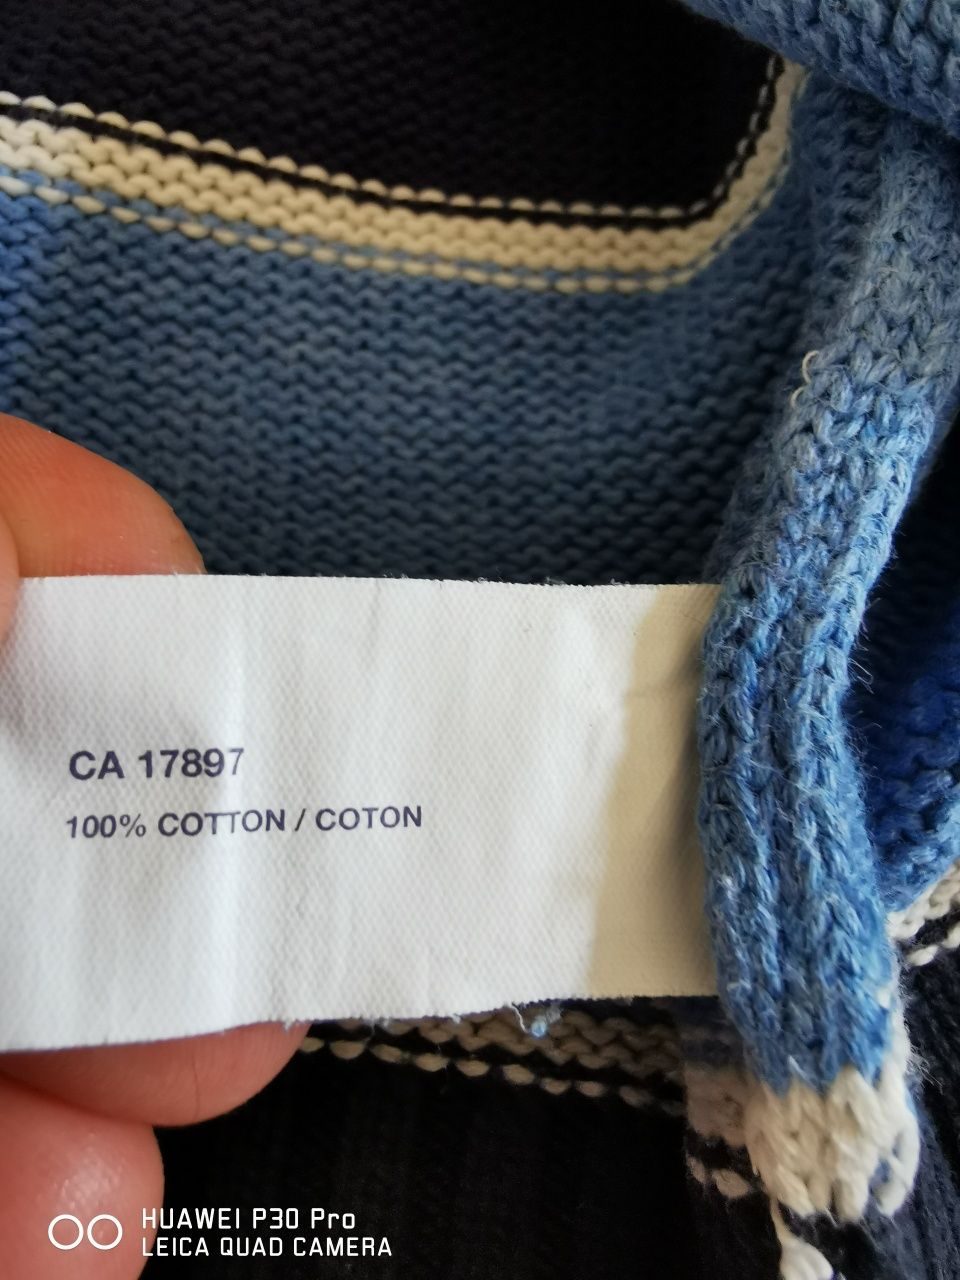 CA 17897
100% COTTON / COTON
HUAWEI P30 Pro
LEICA QUAD CAMERA